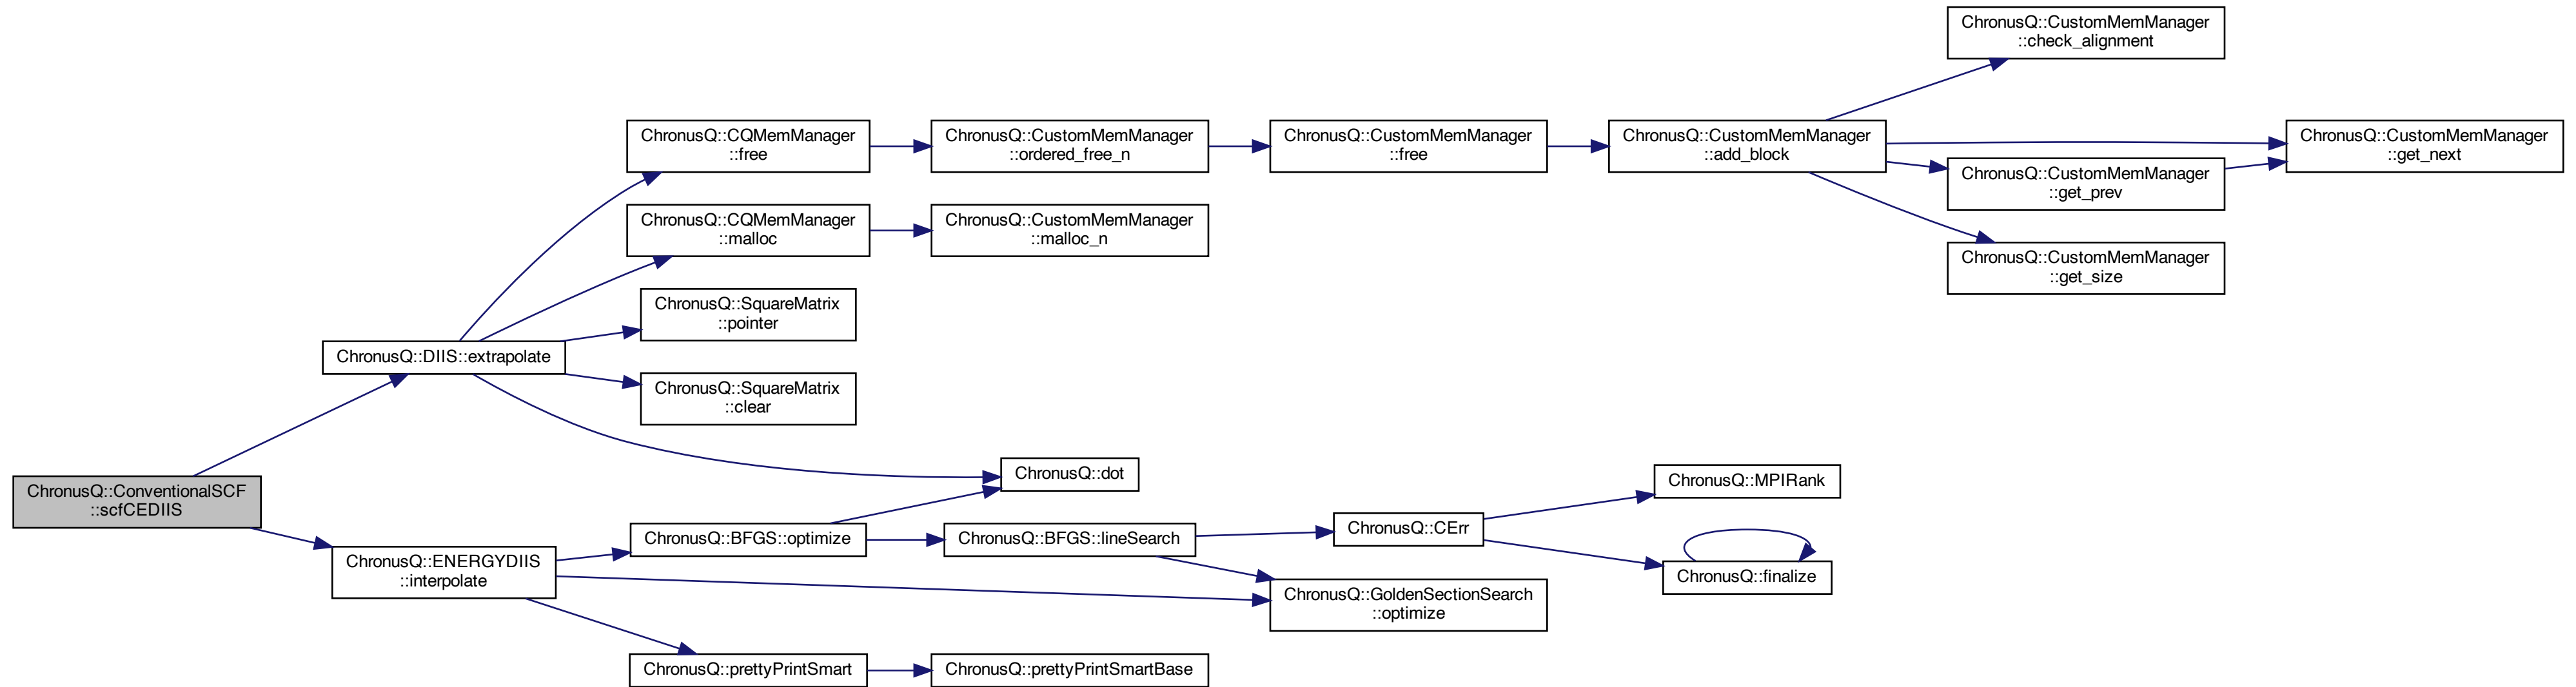 ChronusQ::CustomMemManager
::check_alignment
ChronusQ::CQMemManager
::free
ChronusQ::CustomMemManager
::ordered_free_n
ChronusQ::CustomMemManager
::free
ChronusQ::CustomMemManager
::add_block
ChronusQ::CustomMemManager
::get_next
ChronusQ::CustomMemManager
::get_prev
ChronusQ::CQMemManager
::malloc
ChronusQ::CustomMemManager
::malloc_n
ChronusQ::CustomMemManager
::get_size
ChronusQ::SquareMatrix
::pointer
ChronusQ::DIIS::extrapolate
ChronusQ::SquareMatrix
::clear
ChronusQ::dot
ChronusQ::ConventionalSCF
::scfCEDIIS
ChronusQ::MPIRank
ChronusQ::BFGS::optimize
ChronusQ::BFGS::lineSearch
ChronusQ::CErr
ChronusQ::ENERGYDIIS
::interpolate
ChronusQ::finalize
ChronusQ::GoldenSectionSearch
::optimize
ChronusQ::prettyPrintSmart
ChronusQ::prettyPrintSmartBase